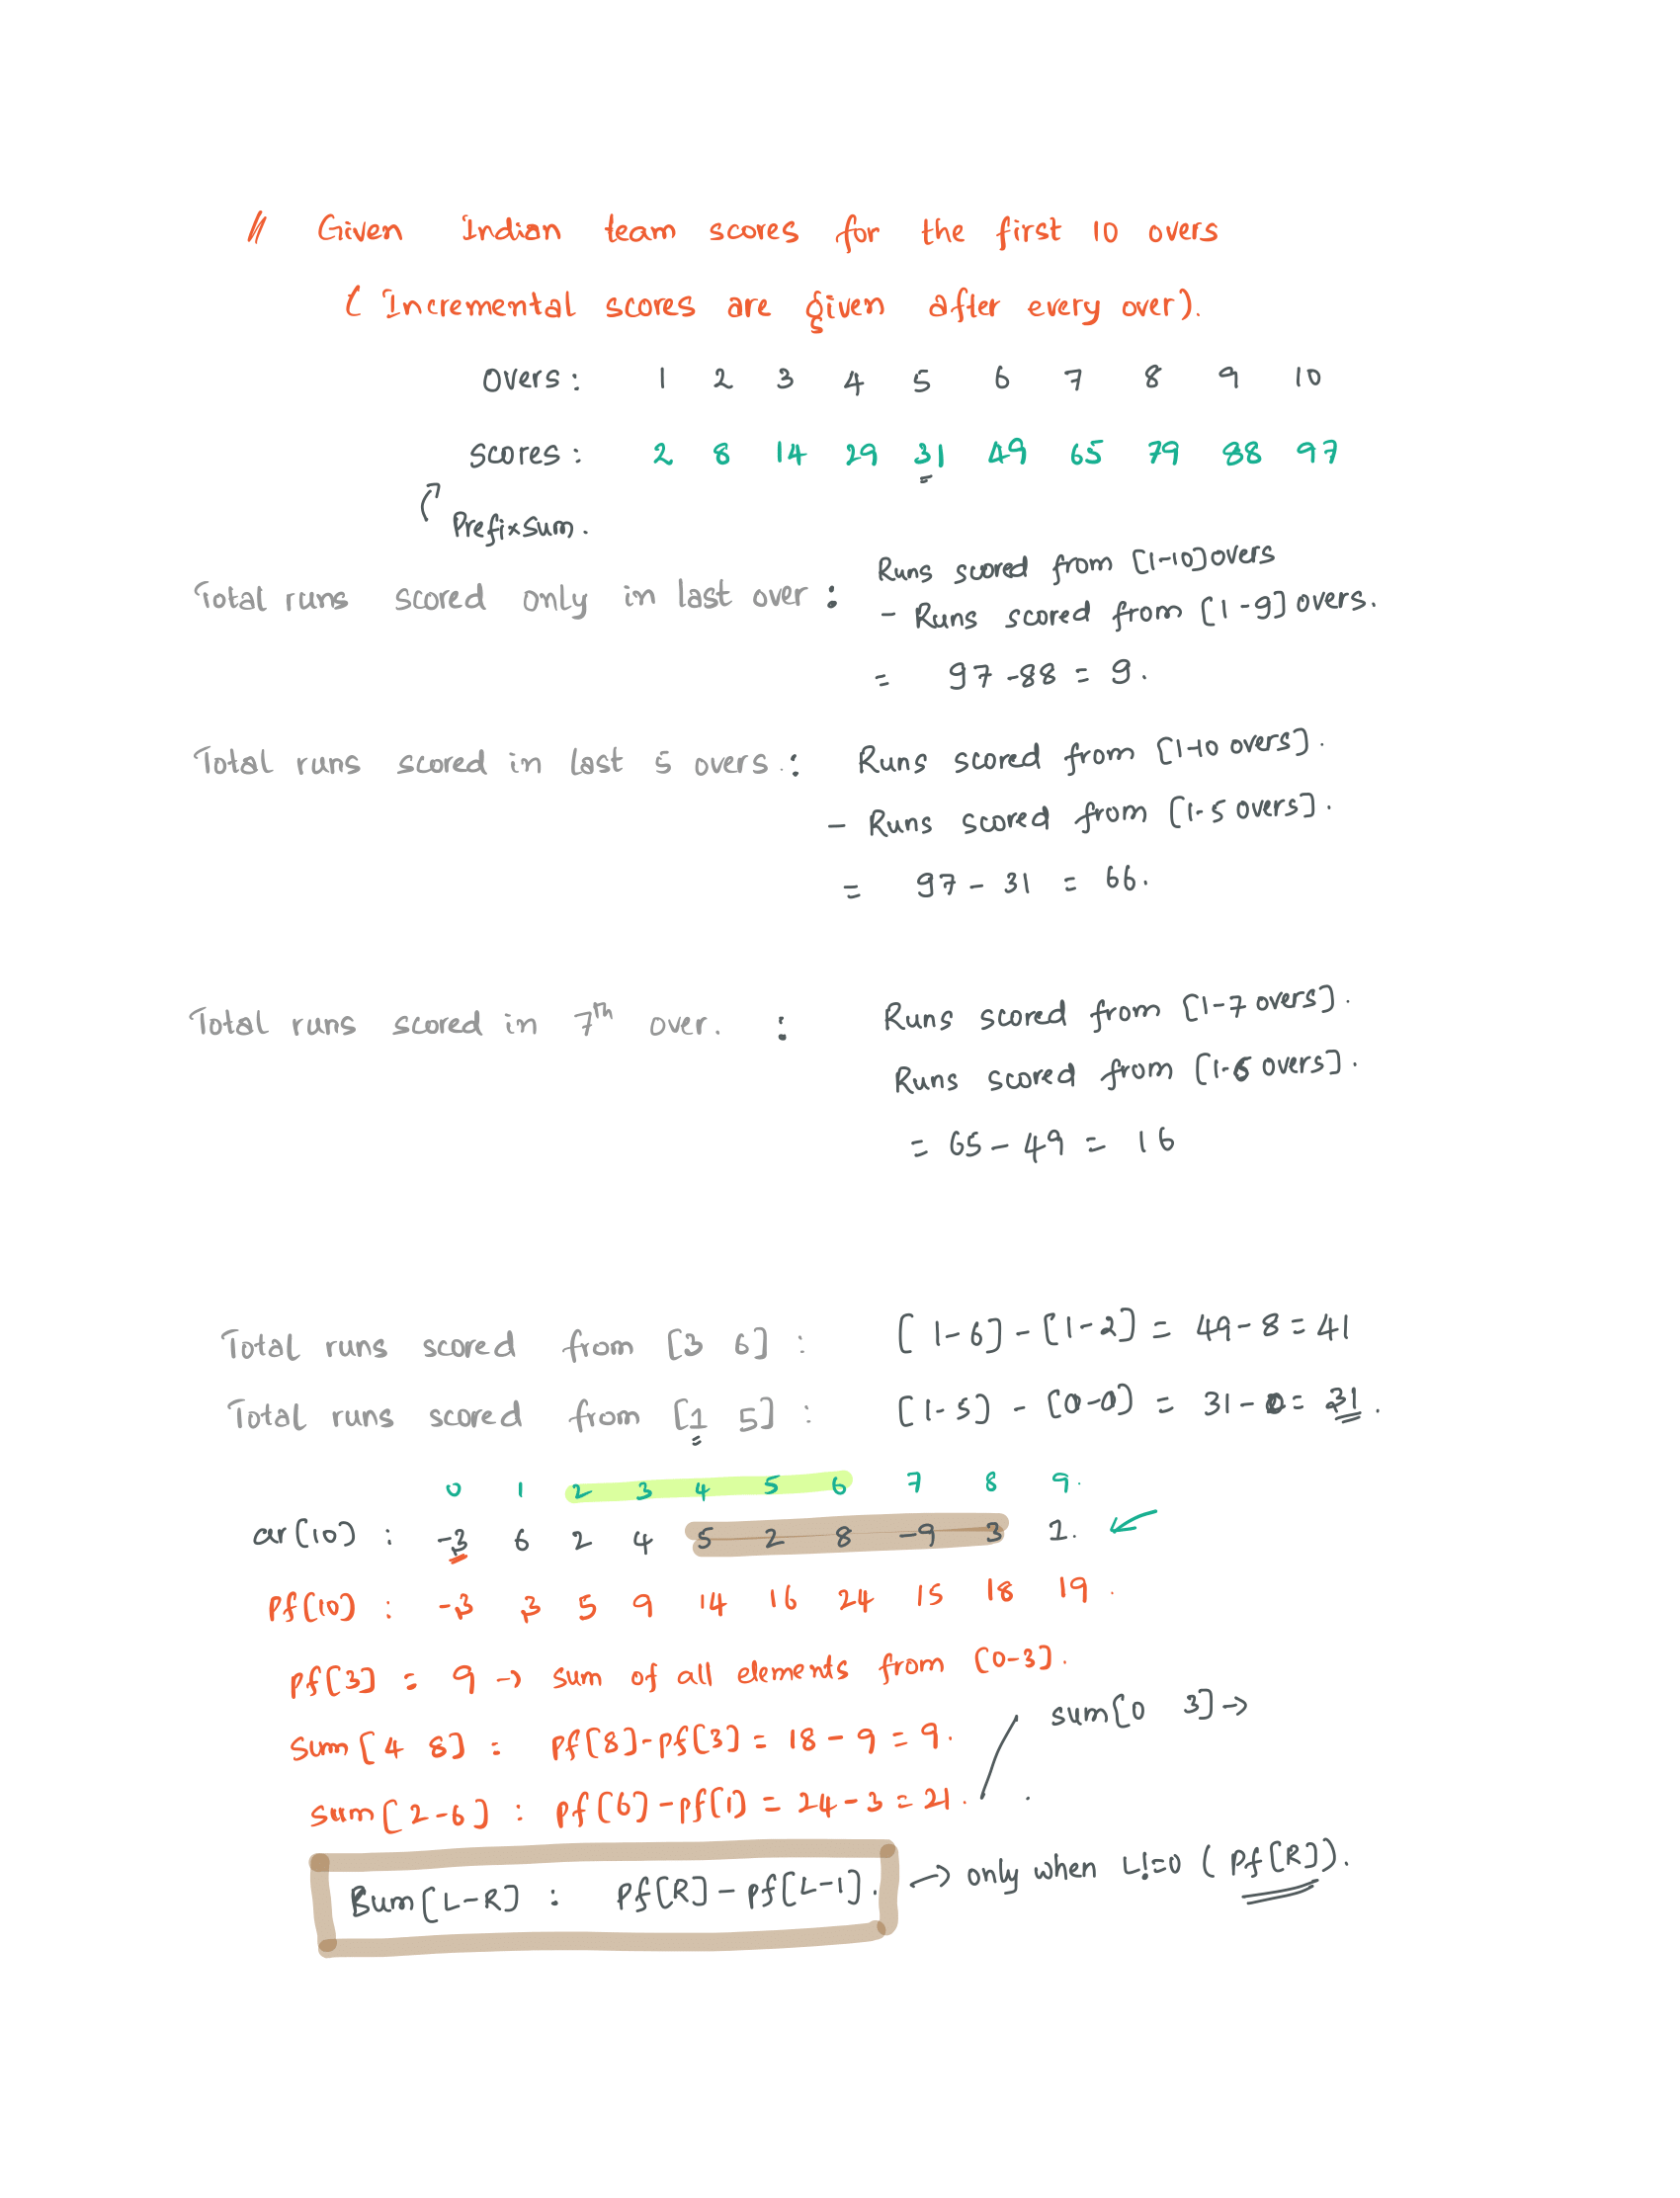 // Given Indian team scores for the first 10 overs
( Incremental scores are given after every over).
overs : 1 2 3 4 5 6 7 8 9 10
scores : 2 8 14 29 31 49 65 79 88 97
Prefixsum.
Total runs scored only in last over : Runs scored from [1-10] overs
- Runs scored from [1-9] overs.
= 97-88 = 9.
Total runs scored in last 5 overs. : Runs scored from [1-10 overs].
- Runs scored from [1-5 overs].
= 97 - 31 = 66.
Total runs scored in 7th over. : Runs scored from [1-7 overs].
Runs scored from [1-6 overs].
= 65 - 49 = 16
Total runs scored from [3 6] : [1-6] - [1-2] = 49-8 = 41
Total runs scored from [1 5] : [1-5] - [0-0] = 31-0 = 31.
0 1 2 3 4 5 6 7 8 9.
ar[10] : -3 6 2 4 5 2 8 -9 3 1.
Pf[10] : -3 3 5 9 14 16 24 15 18 19.
Pf[3] = 9 -> sum of all elements from [0-3].
sum[0 3] ->
Sum[4 8] : Pf[8]-Pf[3] = 18 - 9 = 9.
sum[2-6] : Pf[6]-pf[1] = 24-3 = 21.
Sum[L-R] : Pf[R] - pf[L-1]. -> only when L!=0 ( Pf[R]).